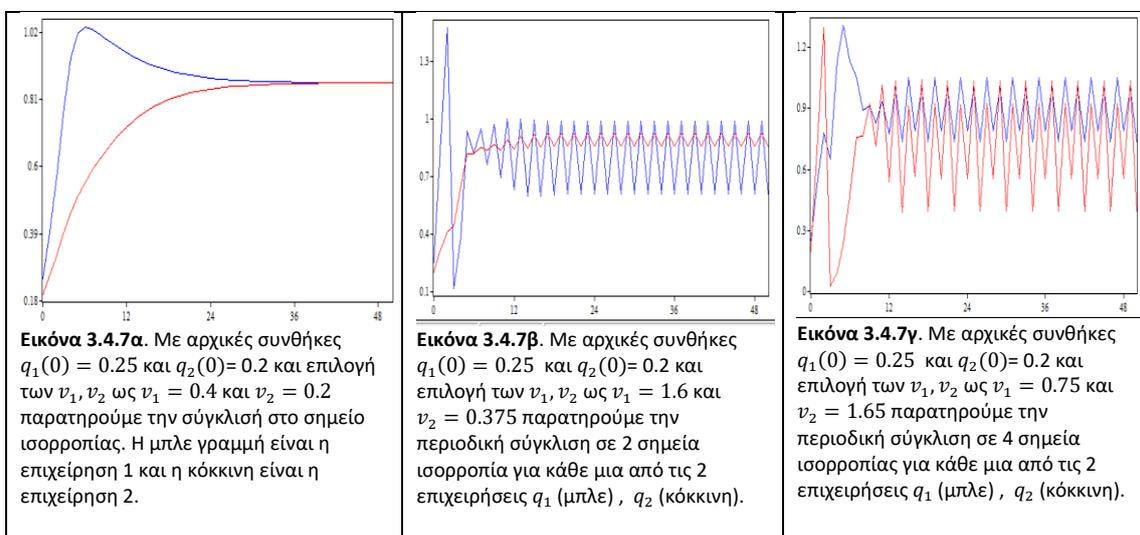 1.02
0.81
0.6
0.39
0.18
0
12
24
36
48
Εικόνα 3.4.7α. Με αρχικές συνθήκες
q₁(0) = 0.25 και q₂(0)= 0.2 και επιλογή
των v₁, v₂ ως v₁ = 0.4 και v₂ = 0.2
παρατηρούμε την σύγκλισή στο σημείο
ισορροπίας. Η μπλε γραμμή είναι η
επιχείρηση 1 και η κόκκινη είναι η
επιχείρηση 2.
1.3
1
0.7
0.4
0.1
0
12
24
36
48
Εικόνα 3.4.7β. Με αρχικές συνθήκες
q₁(0) = 0.25 και q₂(0)= 0.2 και
επιλογή των v₁, v₂ ως v₁ = 1.6 και
v₂ = 0.375 παρατηρούμε την
περιοδική σύγκλιση σε 2 σημεία
ισορροπία για κάθε μια από τις 2
επιχειρήσεις q₁ (μπλε) , q₂ (κόκκινη).
1.2
0.9
0.6
0.3
0
0
12
24
36
48
Εικόνα 3.4.7γ. Με αρχικές συνθήκες
q₁(0) = 0.25 και q₂(0)= 0.2 και
επιλογή των v₁, v₂ ως v₁ = 0.75 και
v₂ = 1.65 παρατηρούμε την
περιοδική σύγκλιση σε 4 σημεία
ισορροπίας για κάθε μια από τις 2
επιχειρήσεις q₁ (μπλε) , q₂ (κόκκινη).